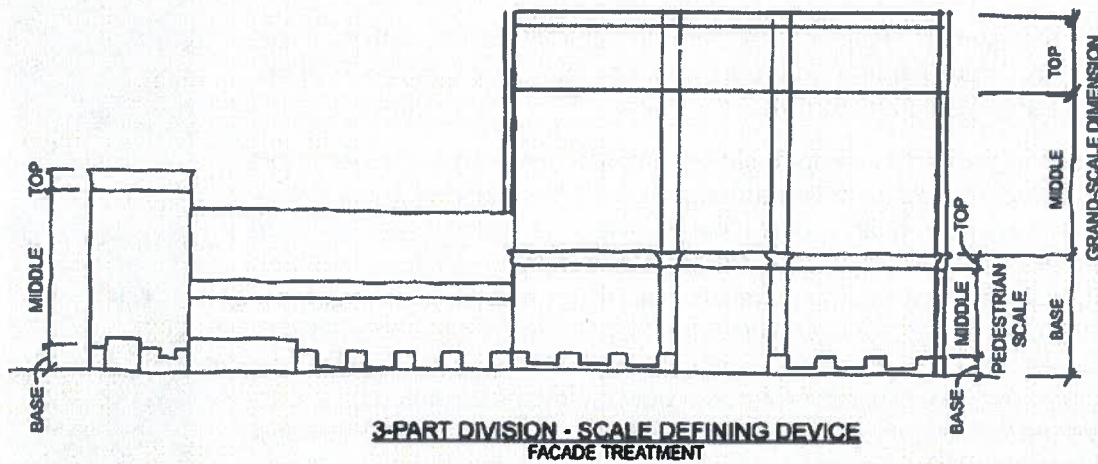 TOP
MIDDLE
BASE
TOP
MIDDLE
BASE
PEDESTRIAN
SCALE
TOP
MIDDLE
BASE
GRAND-SCALE DIMENSION
3-PART DIVISION - SCALE DEFINING DEVICE
FACADE TREATMENT